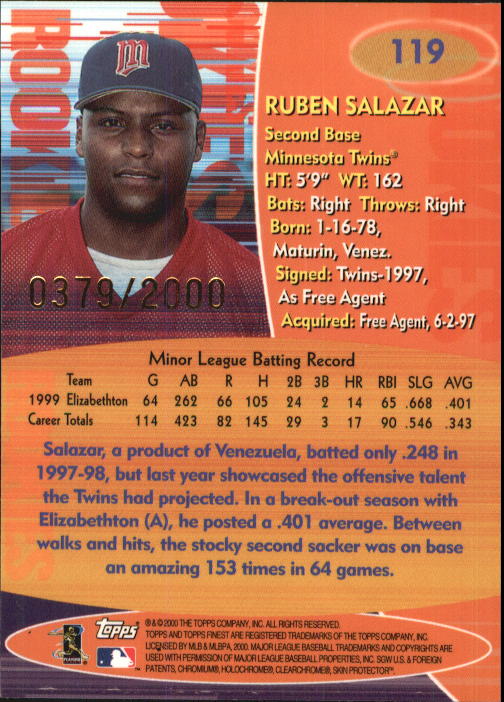 ROOKIES
119
RUBEN SALAZAR
Second Base
Minnesota Twins®
HT: 5'9" WT: 162
Bats: Right Throws: Right
Born: 1-16-78,
Maturin, Venez.
Signed: Twins-1997,
As Free Agent
Acquired: Free Agent, 6-2-97
M
0379/2000
Minor League Batting Record
Team G AB R H 2B 3B HR RBI SLG AVG
1999 Elizabethton 64 262 66 105 24 2 14 65 .668 .401
Career Totals 114 423 82 145 29 3 17 90 .546 .343
Salazar, a product of Venezuela, batted only .248 in
1997-98, but last year showcased the offensive talent
the Twins had projected. In a break-out season with
Elizabethton (A), he posted a .401 average. Between
walks and hits, the stocky second sacker was on base
an amazing 153 times in 64 games.
Topps
® & © 2000 THE TOPPS COMPANY, INC. ALL RIGHTS RESERVED.
TOPPS AND TOPPS FINEST ARE REGISTERED TRADEMARKS OF THE TOPPS COMPANY, INC.
LICENSED BY MLB & MLBPA, 2000. MAJOR LEAGUE BASEBALL TRADEMARKS AND COPYRIGHTS ARE
USED WITH PERMISSION OF MAJOR LEAGUE BASEBALL PROPERTIES, INC. SGW U.S. & FOREIGN
PATENTS, CHROMIUM®, HOLOCHROME®, CLEARCHROME®, SKIN PROTECTOR®.